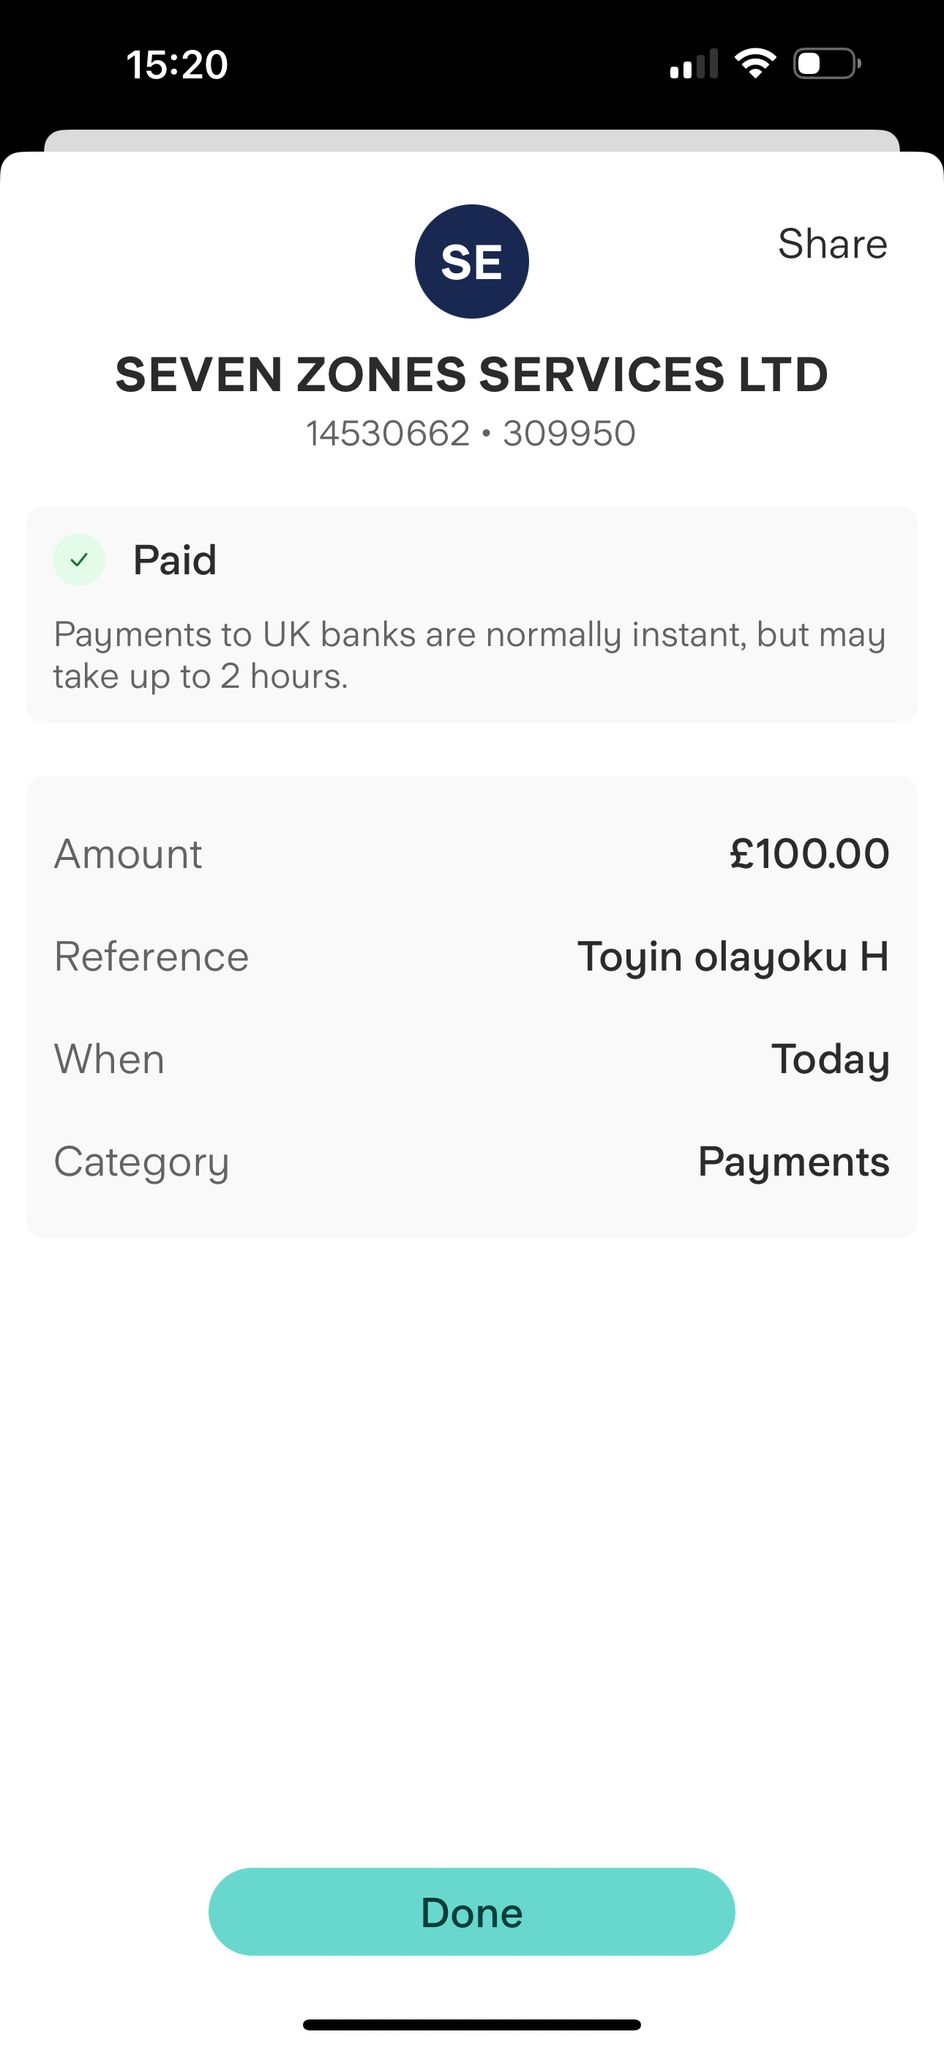 15:20
SE
Share
SEVEN ZONES SERVICES LTD
14530662 • 309950
Paid
Payments to UK banks are normally instant, but may
take up to 2 hours.
Amount £100.00
Reference Toyin olayoku H
When Today
Category Payments
Done